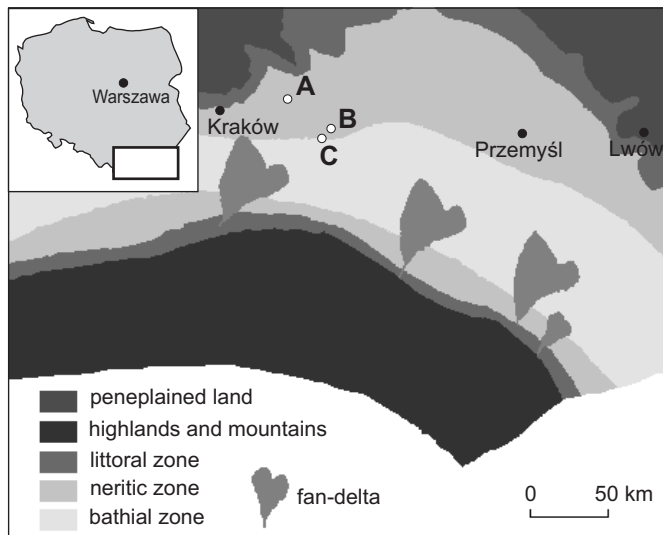 Warszawa
A
Kraków
B
C
Przemyśl
Lwów
peneplained land
highlands and mountains
littoral zone
neritic zone
bathial zone
fan-delta
0 50 km